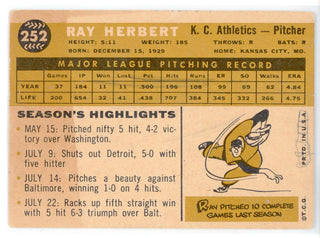 252
RAY HERBERT
K. C. Athletics — Pitcher
HEIGHT: 5:11 WEIGHT: 185 THROWS: R BATS: R
BORN: DECEMBER 15, 1929 HOME: KANSAS CITY, MO.
MAJOR LEAGUE PITCHING RECORD
Games IP Won Lost Pct. Hits Runs ER SO BB ERA
YEAR 37 184 11 11 .500 196 99 99 62 4.84
LIFE 200 654 32 41 .438 707 384 345 299 268 4.75
SEASON'S HIGHLIGHTS
MAY 15: Pitched nifty 5 hit, 4-2
victory over Washington.
JULY 9: Shuts out Detroit, 5-0 with
five hitter.
JULY 14: Pitches a beauty against
Baltimore, winning 1-0 on 4 hits.
JULY 22: Racks up fifth straight win with
5 hit 6-3 triumph over Balt.
RAY PITCHED 10 COMPLETE
GAMES LAST SEASON
©T.C.G. PRTD. IN U.S.A.